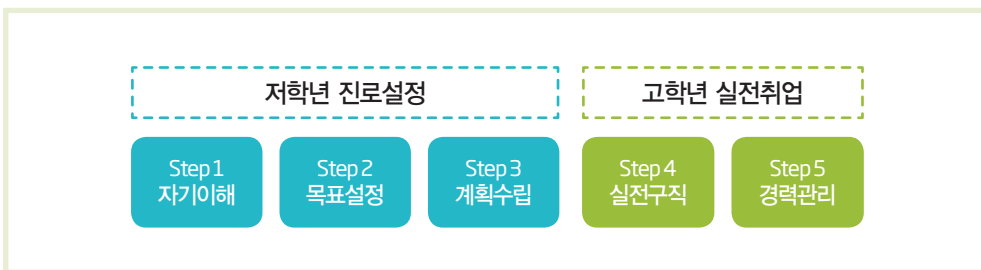 저학년 진로설정
고학년 실전취업
Step 1
자기이해
Step 2
목표설정
Step 3
계획수립
Step 4
실전구직
Step 5
경력관리